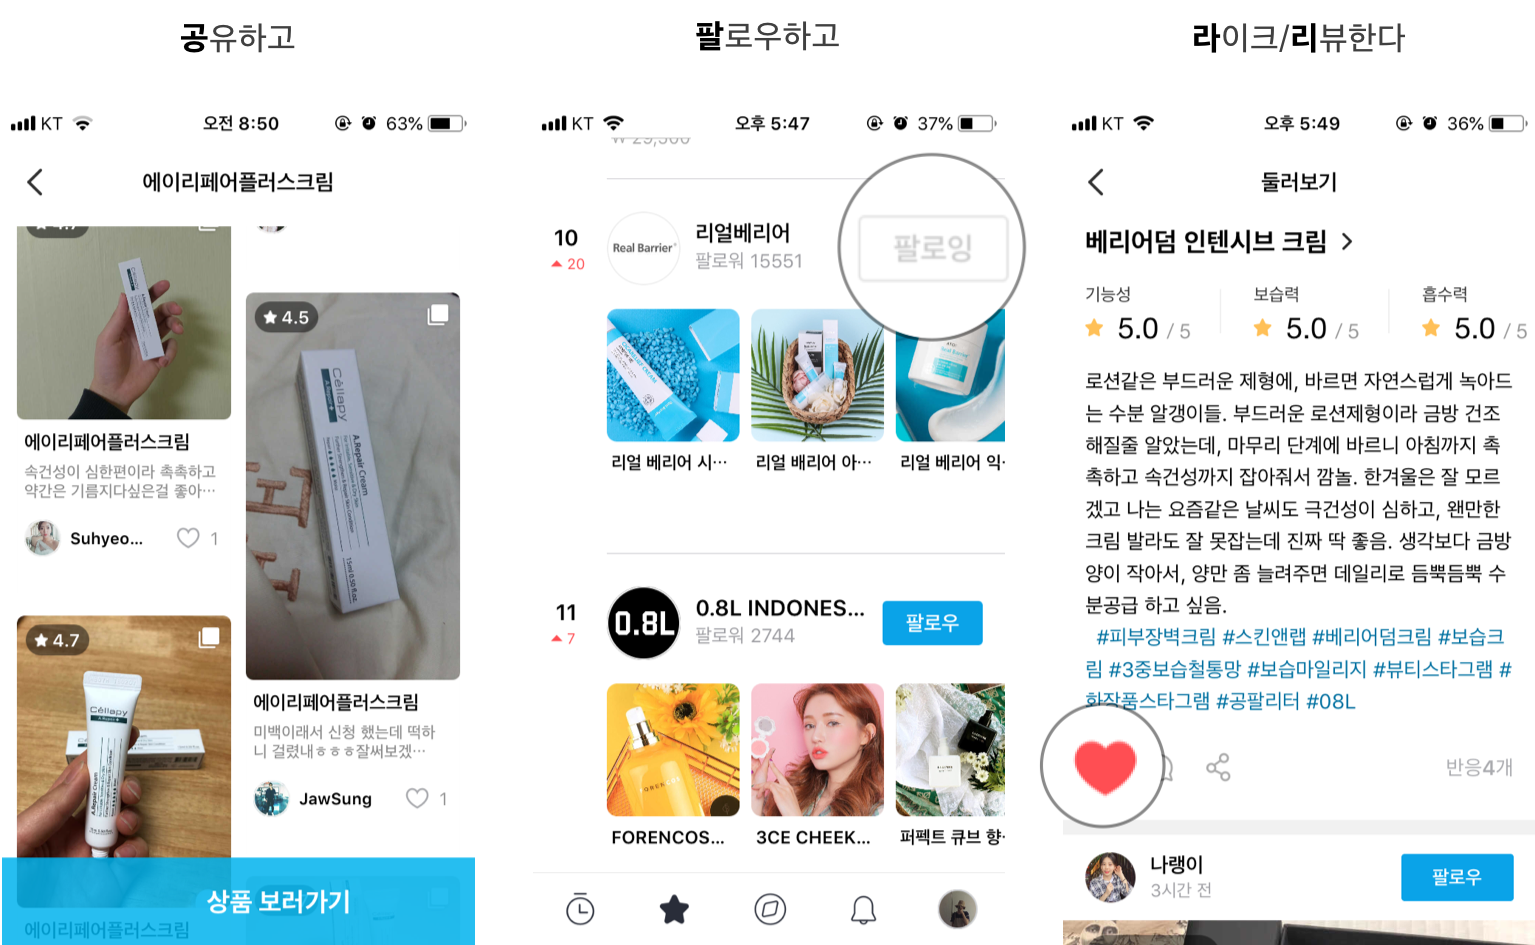 공유하고
팔로우하고
라이크/리뷰한다
KT
오전 8:50
63%
에이리페어플러스크림
4.7
에이리페어플러스크림
속건성이 심한편이라 촉촉하고
약간은 기름지다싶은걸 좋아…
Suhyeo...
1
4.7
Céllapy
A.Repair
A.Repair Cream
에이리페어플러스크림
4.5
Céllapy
A.Repair
A.Repair Cream
15ml 0.50 fl.oz.
에이리페어플러스크림
미백이래서 신청 했는데 떡하
니 걸렸내ㅎㅎㅎ잘써보겠…
JawSung
1
상품 보러가기
KT
오후 5:47
37%
₩ 29,500
10
20
Real Barrier
리얼베리어
팔로워 15551
팔로잉
CREAM
Real Barrier
리얼 베리어 시…
리얼 배리어 아…
리얼 베리어 익
11
7
0.8L
0.8L INDONES...
팔로워 2744
팔로우
FORENCOS
FORENCOS...
3CE CHEEK...
퍼펙트 큐브 향
KT
오후 5:49
36%
둘러보기
베리어덤 인텐시브 크림
기능성
보습력
흡수력
5.0 / 5
5.0 / 5
5.0 / 5
로션같은 부드러운 제형에, 바르면 자연스럽게 녹아드
는 수분 알갱이들. 부드러운 로션제형이라 금방 건조
해질줄 알았는데, 마무리 단계에 바르니 아침까지 촉
촉하고 속건성까지 잡아줘서 깜놀. 한겨울은 잘 모르
겠고 나는 요즘같은 날씨도 극건성이 심하고, 왠만한
크림 발라도 잘 못잡는데 진짜 딱 좋음. 생각보다 금방
양이 작아서, 양만 좀 늘려주면 데일리로 듬뿍듬뿍 수
분공급 하고 싶음.
#피부장벽크림 #스킨앤랩 #베리어덤크림 #보습크
림 #3중보습철통망 #보습마일리지 #뷰티스타그램 #
화장품스타그램 #공팔리터 #08L
반응4개
나랭이
3시간 전
팔로우